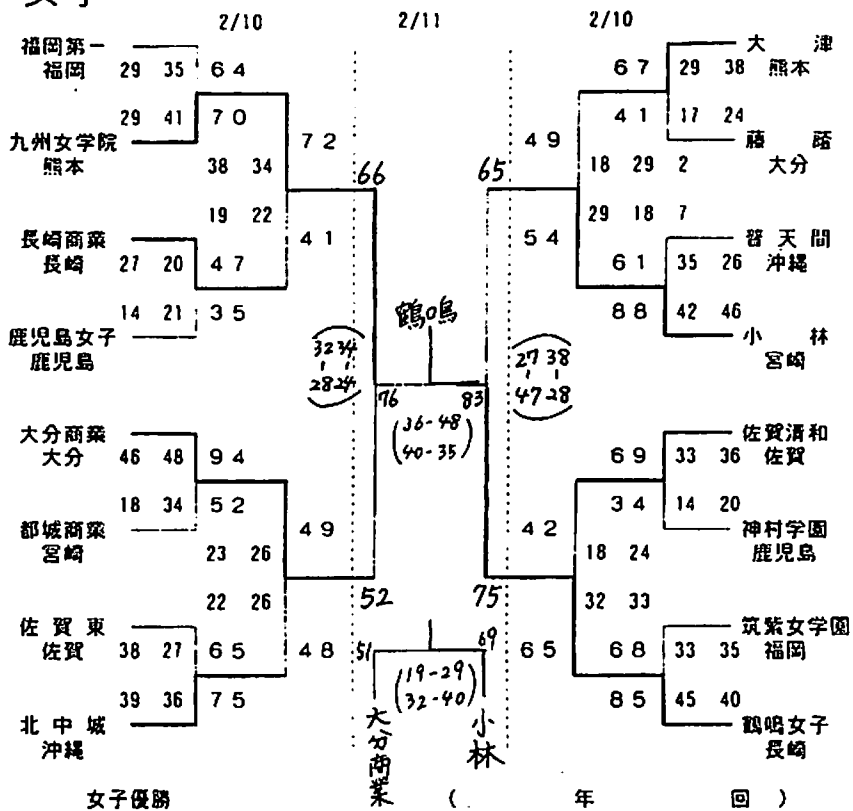 2/10 2/11 2/10
福岡第一
福岡
29 35 64
29 41 70
九州女学院
熊本
72
38 34
19 22
41
長崎商業
長崎
27 20 47
14 21 35
鹿児島女子
鹿児島
大分商業
大分
46 48 94
18 34 52
都城商業
宮崎
49
23 26
22 26
48
佐賀東
佐賀
38 27 65
39 36 75
北中城
沖縄
66
(32 34
28 24)
52
鶴鳴
76 83
(36-48
40-35)
65
(27 38
47 28)
75
51 69
(19-29
32-40)
大分商業
小林
大津
熊本
67 29 38
41 17 24
藤蔭
大分
49
18 29 2
29 18 7
54
普天間
沖縄
61 35 26
88 42 46
小林
宮崎
佐賀清和
佐賀
69 33 36
34 14 20
神村学園
鹿児島
42
18 24
32 33
65
筑紫女学園
福岡
68 33 35
85 45 40
鶴鳴女子
長崎
女子優勝 ( 年 回 )